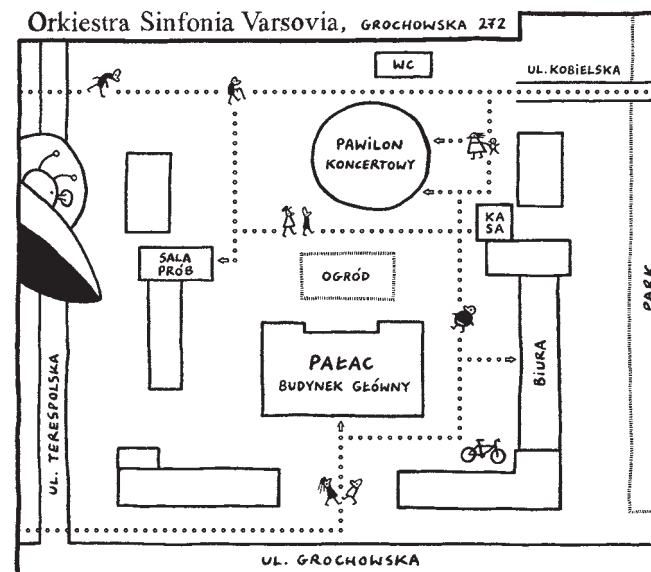 Orkiestra Sinfonia Varsovia, GROCHOWSKA 272
WC
UL. KOBIELSKA
PAWILON
KONCERTOWY
KA
SA
SALA
PRÓB
OGRÓD
PARK
PAŁAC
BUDYNEK GŁÓWNY
BIURA
UL. TERESPOLSKA
UL. GROCHOWSKA